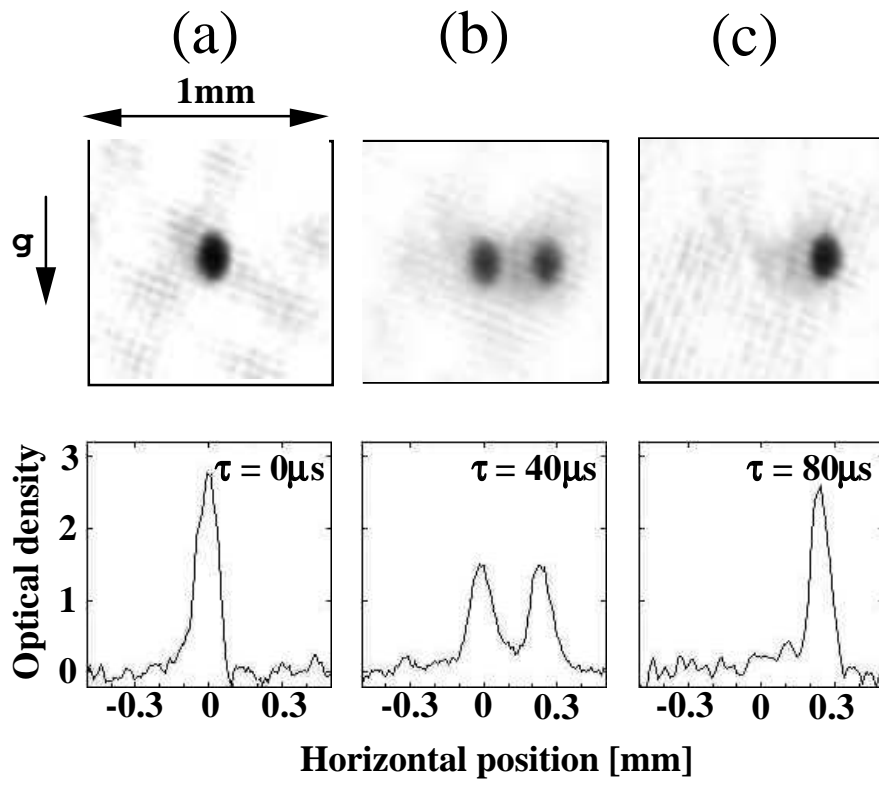 (a) (b) (c)
1mm
g
τ = 0μs τ = 40μs τ = 80μs
Optical density
3
2
1
0
-0.3 0 0.3 -0.3 0 0.3 -0.3 0 0.3
Horizontal position [mm]